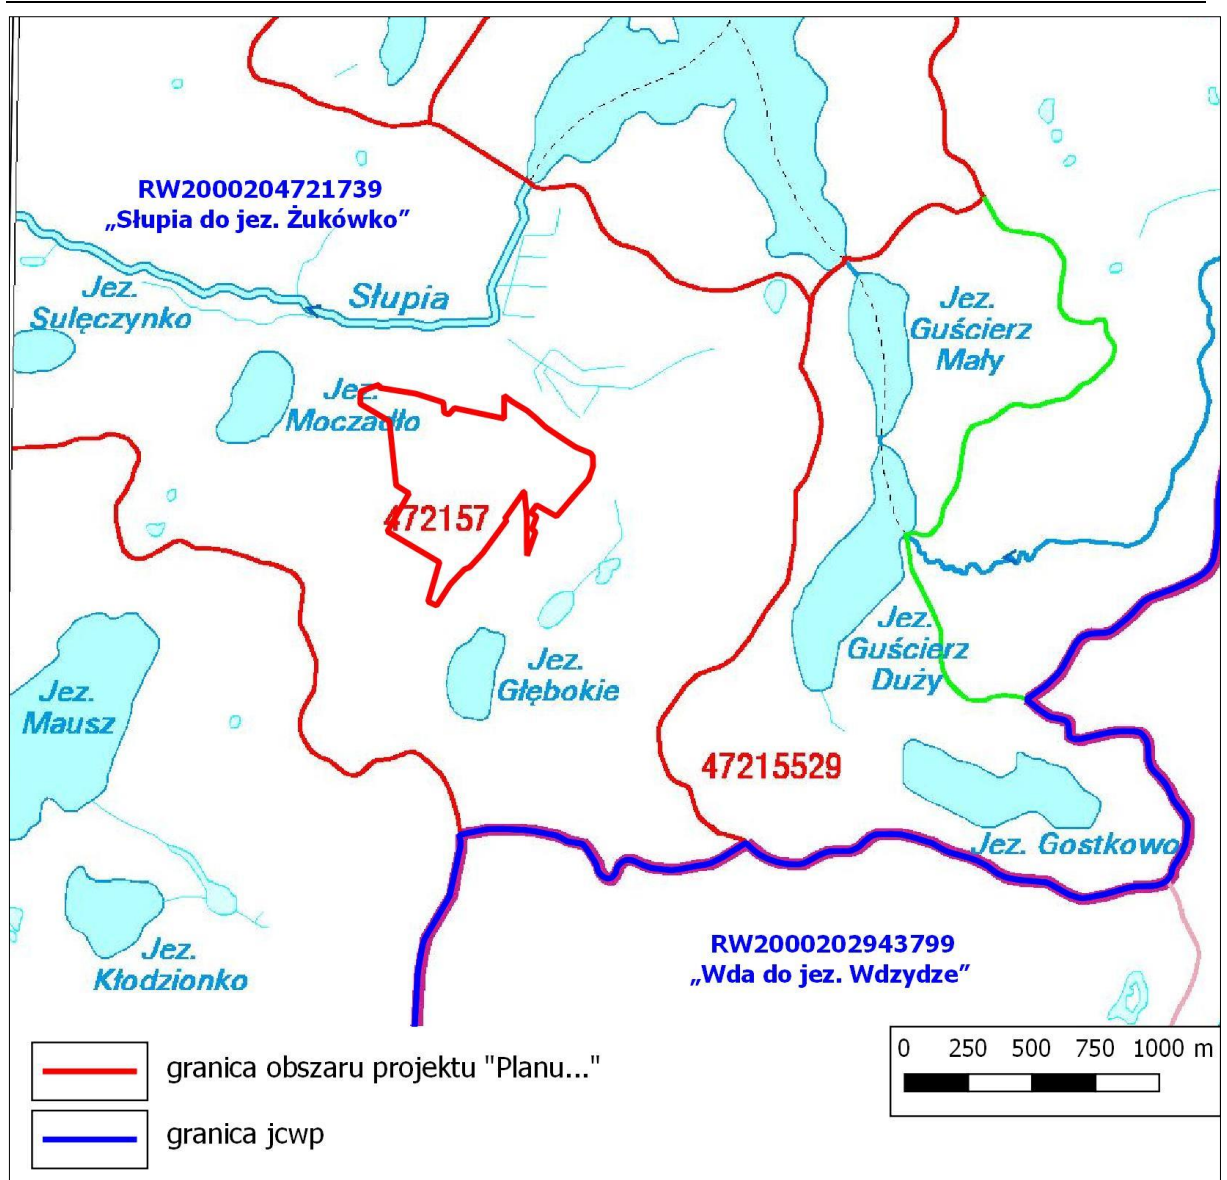 RW2000204721739
„Słupia do jez. Żukówko”
Jez.
Sulęczynko
Słupia
Jez.
Guścierz
Mały
Jez.
Moczadło
472157
Jez.
Guścierz
Duży
Jez.
Głębokie
Jez.
Mausz
47215529
Jez. Gostkowo
Jez.
Kłodzionko
RW2000202943799
„Wda do jez. Wdzydze”
granica obszaru projektu "Planu..."
granica jcwp
0 250 500 750 1000 m